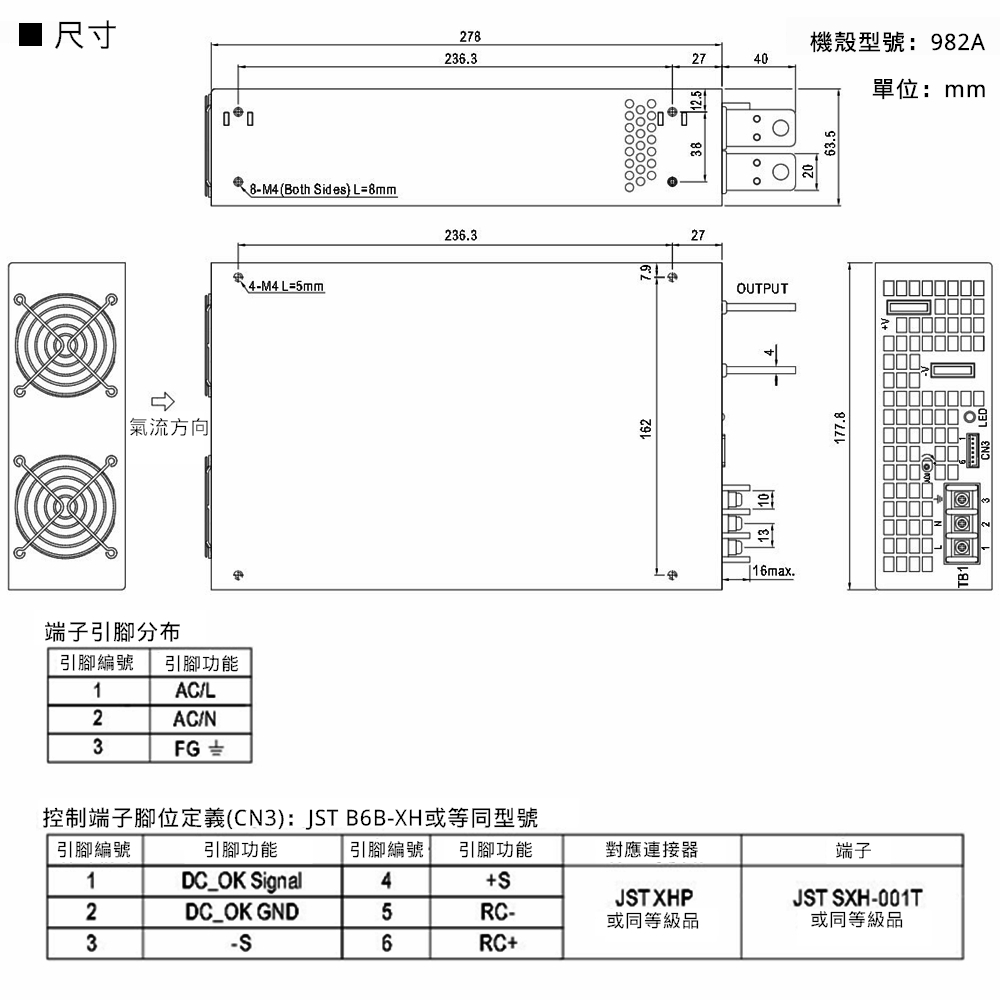 ■ 尺寸
機殼型號：982A
單位：mm
278
236.3
27
40
12.5
38
63.5
20
8-M4(Both Sides) L=8mm
236.3
27
4-M4 L=5mm
7.9
OUTPUT
4
162
177.8
10
13
16max.
氣流方向
+V
-V
LED
CN3
1
6
ADJ
N
L
3
2
1
TB1
端子引腳分布
引腳編號 引腳功能
1 AC/L
2 AC/N
3 FG ⏚
控制端子腳位定義(CN3)：JST B6B-XH或等同型號
引腳編號 引腳功能 引腳編號 引腳功能 對應連接器 端子
1 DC_OK Signal 4 +S
2 DC_OK GND 5 RC-
3 -S 6 RC+
JST XHP
或同等級品
JST SXH-001T
或同等級品